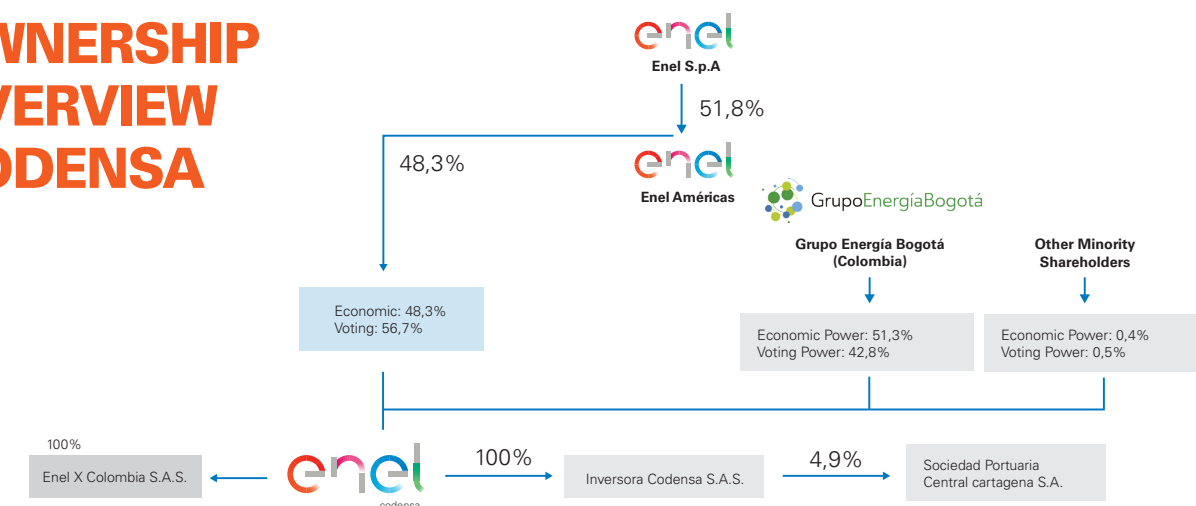 WNERSHIP
VERVIEW
ODENSA
enel
Enel S.p.A
51,8%
48,3%
enel
Enel Américas
GrupoEnergíaBogotá
Grupo Energía Bogotá
(Colombia)
Other Minority
Shareholders
Economic: 48,3%
Voting: 56,7%
Economic Power: 51,3%
Voting Power: 42,8%
Economic Power: 0,4%
Voting Power: 0,5%
100%
Enel X Colombia S.A.S.
enel
codensa
100%
Inversora Codensa S.A.S.
4,9%
Sociedad Portuaria
Central cartagena S.A.